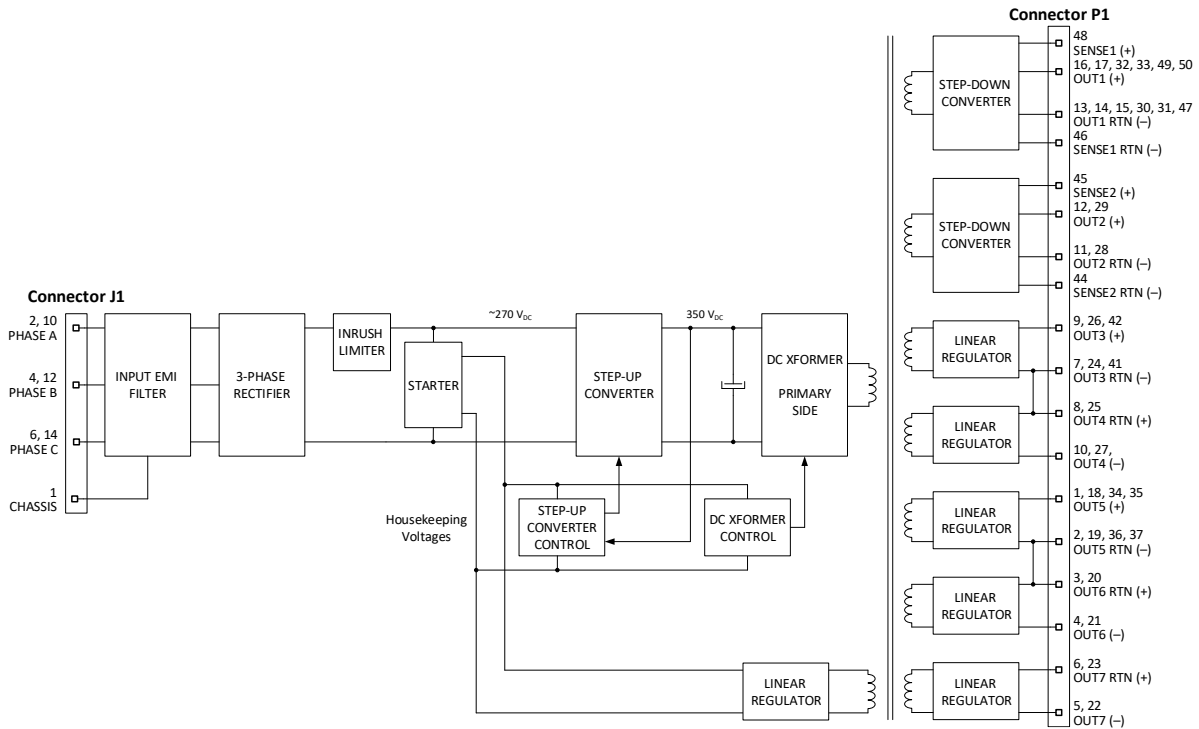 Connector P1
48
SENSE1 (+)
16, 17, 32, 33, 49, 50
OUT1 (+)
STEP-DOWN
CONVERTER
13, 14, 15, 30, 31, 47
OUT1 RTN (–)
46
SENSE1 RTN (–)
45
SENSE2 (+)
12, 29
OUT2 (+)
STEP-DOWN
CONVERTER
11, 28
OUT2 RTN (–)
44
SENSE2 RTN (–)
Connector J1
2, 10
PHASE A
4, 12
PHASE B
6, 14
PHASE C
1
CHASSIS
INPUT EMI
FILTER
3-PHASE
RECTIFIER
INRUSH
LIMITER
STARTER
~270 VDC
STEP-UP
CONVERTER
350 VDC
DC XFORMER
PRIMARY
SIDE
Housekeeping
Voltages
STEP-UP
CONVERTER
CONTROL
DC XFORMER
CONTROL
LINEAR
REGULATOR
LINEAR
REGULATOR
9, 26, 42
OUT3 (+)
7, 24, 41
OUT3 RTN (–)
LINEAR
REGULATOR
8, 25
OUT4 RTN (+)
10, 27,
OUT4 (–)
LINEAR
REGULATOR
1, 18, 34, 35
OUT5 (+)
2, 19, 36, 37
OUT5 RTN (–)
LINEAR
REGULATOR
3, 20
OUT6 RTN (+)
4, 21
OUT6 (–)
LINEAR
REGULATOR
6, 23
OUT7 RTN (+)
5, 22
OUT7 (–)